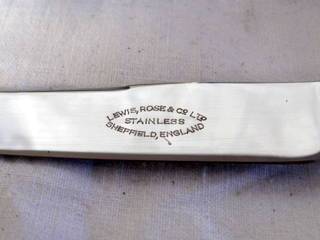 LEWIS, ROSE & CO LTD
STAINLESS
SHEFFIELD, ENGLAND